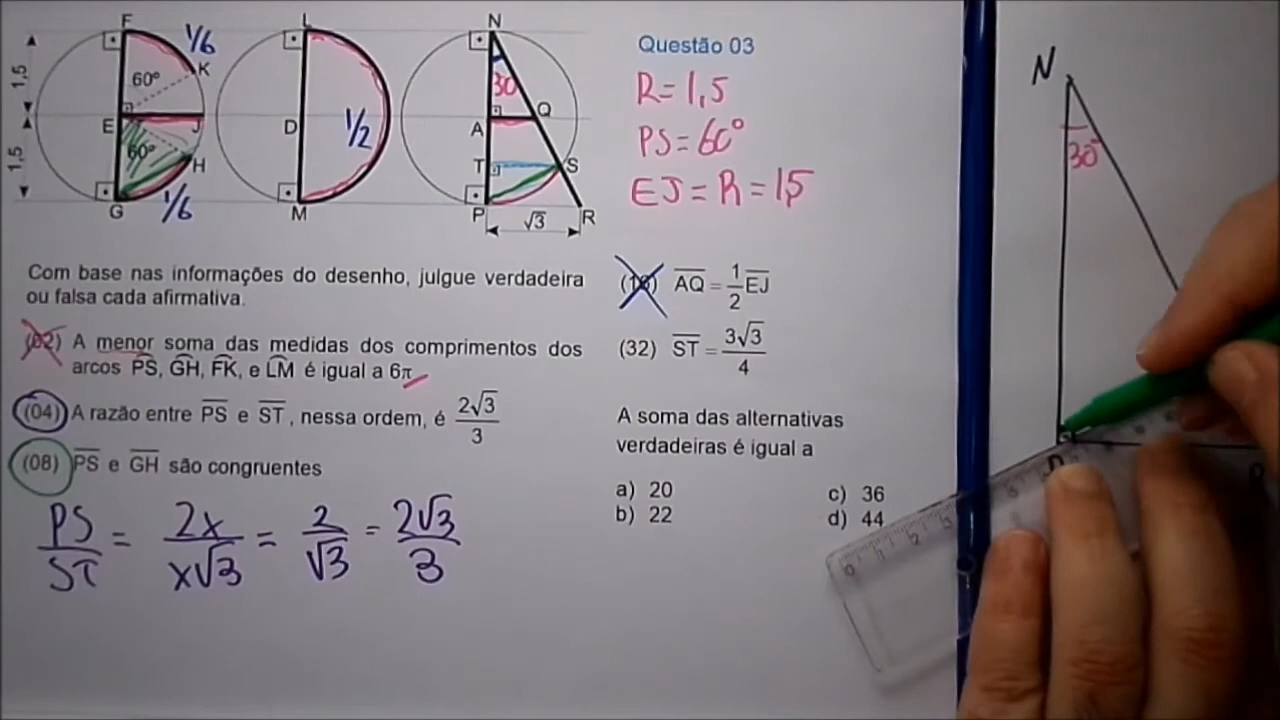 F
1/6
K
60º
1,5
E
J
60º
1,5
H
G
1/6
L
D
1/2
M
N
30
A
Q
T
S
P
√3
R
Questão 03
R = 1,5
PS = 60°
EJ = R = 1,5
N
30°
Com base nas informações do desenho, julgue verdadeira
ou falsa cada afirmativa.
(02) A menor soma das medidas dos comprimentos dos
arcos PS, GH, FK, e LM é igual a 6π
(04) A razão entre PS e ST, nessa ordem, é 2√3/3
(08) PS e GH são congruentes
PS/ST = 2x/x√3 = 2/√3 = 2√3/3
(16) AQ = 1/2 EJ
(32) ST = 3√3/4
A soma das alternativas
verdadeiras é igual a
a) 20
b) 22
c) 36
d) 44